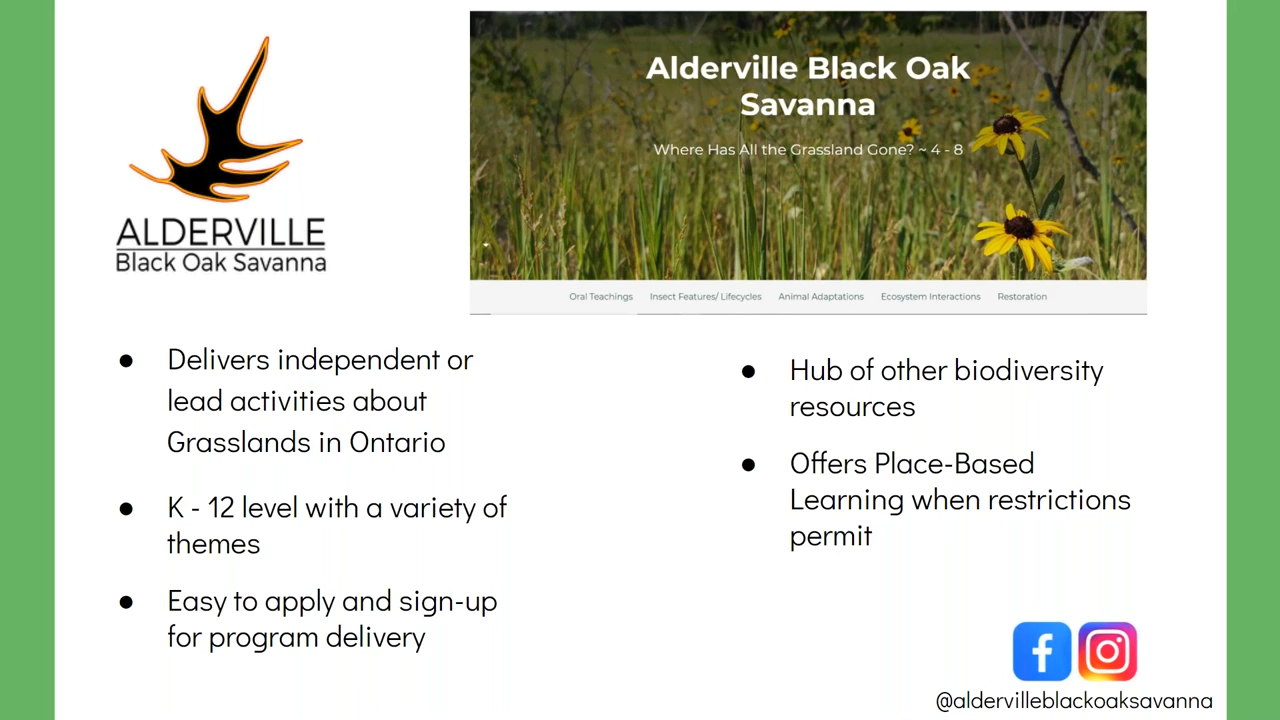 ALDERVILLE
Black Oak Savanna
Alderville Black Oak
Savanna
Where Has All the Grassland Gone? ~ 4 - 8
Oral Teachings Insect Features/ Lifecycles Animal Adaptations Ecosystem Interactions Restoration
● Delivers independent or
lead activities about
Grasslands in Ontario
● K - 12 level with a variety of
themes
● Easy to apply and sign-up
for program delivery
● Hub of other biodiversity
resources
● Offers Place-Based
Learning when restrictions
permit
@aldervilleblackoaksavanna